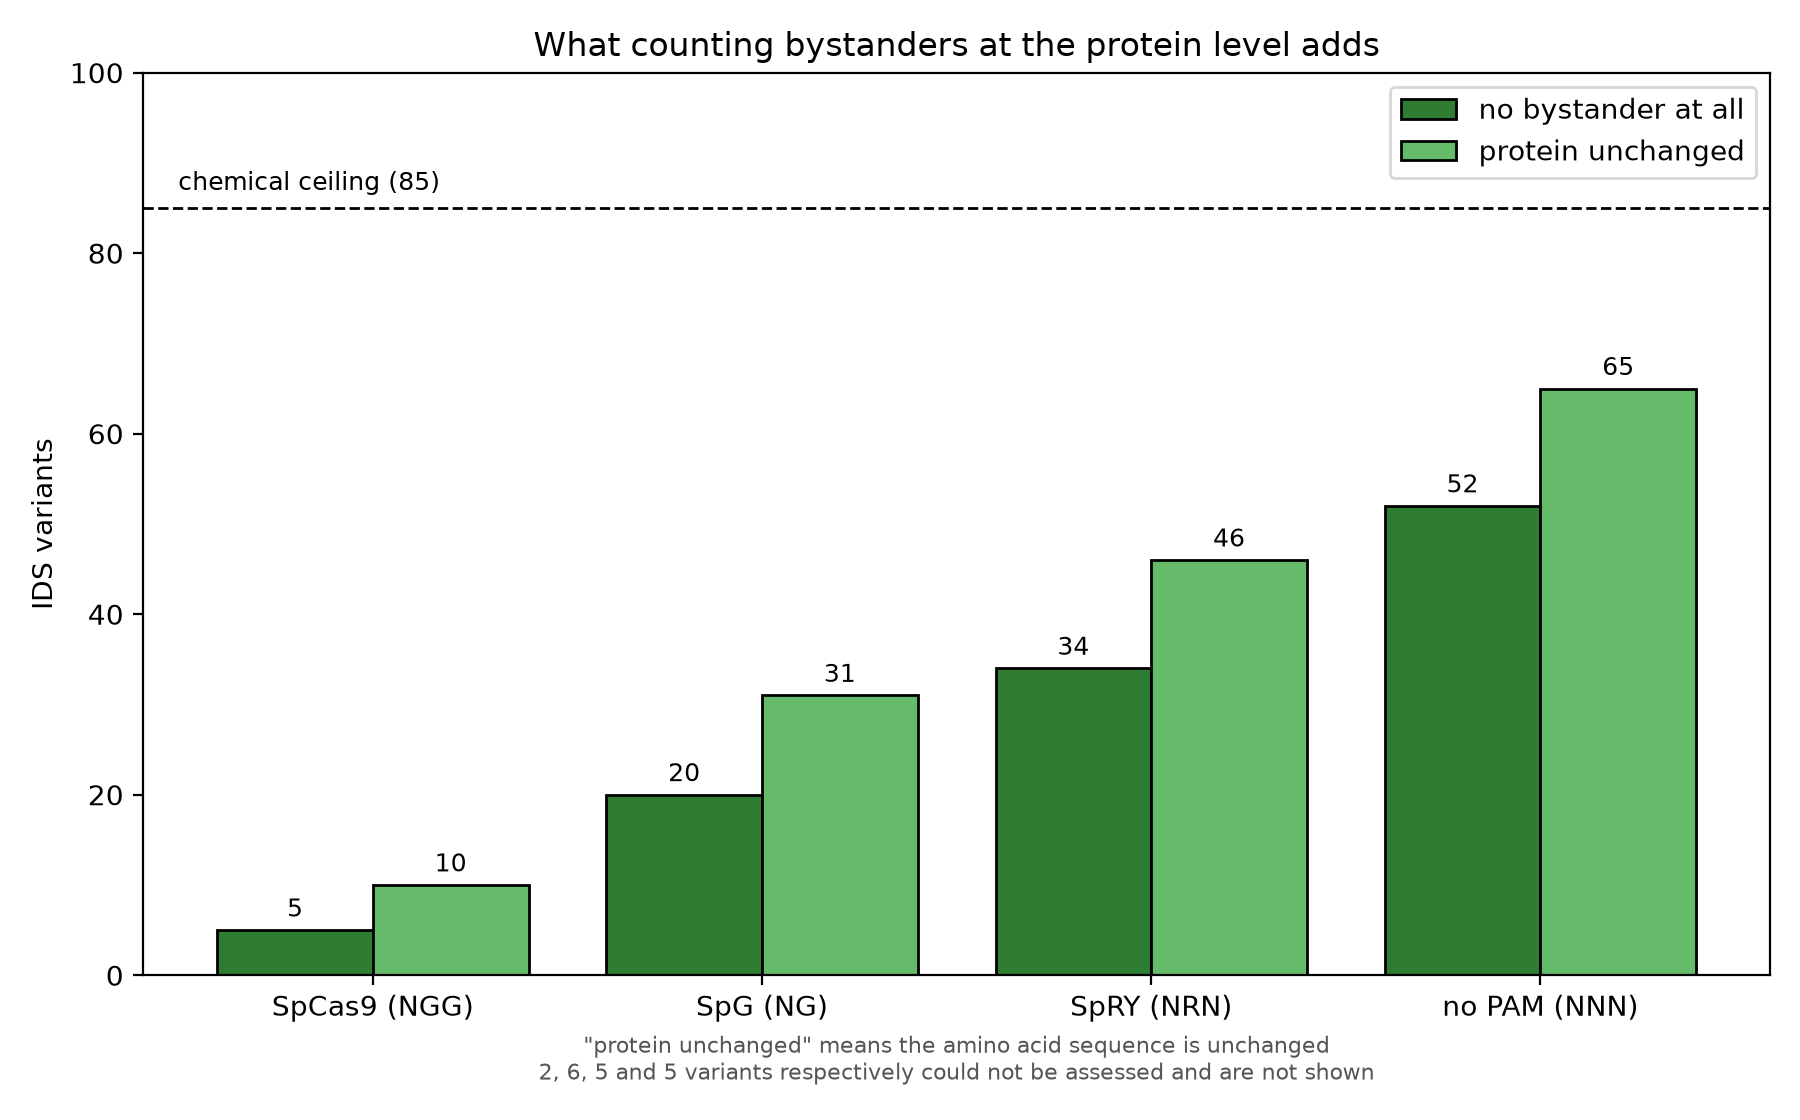 What counting bystanders at the protein level adds
100
80
60
40
20
0
IDS variants
chemical ceiling (85)
no bystander at all
protein unchanged
5
10
20
31
34
46
52
65
SpCas9 (NGG)
SpG (NG)
SpRY (NRN)
no PAM (NNN)
"protein unchanged" means the amino acid sequence is unchanged
2, 6, 5 and 5 variants respectively could not be assessed and are not shown